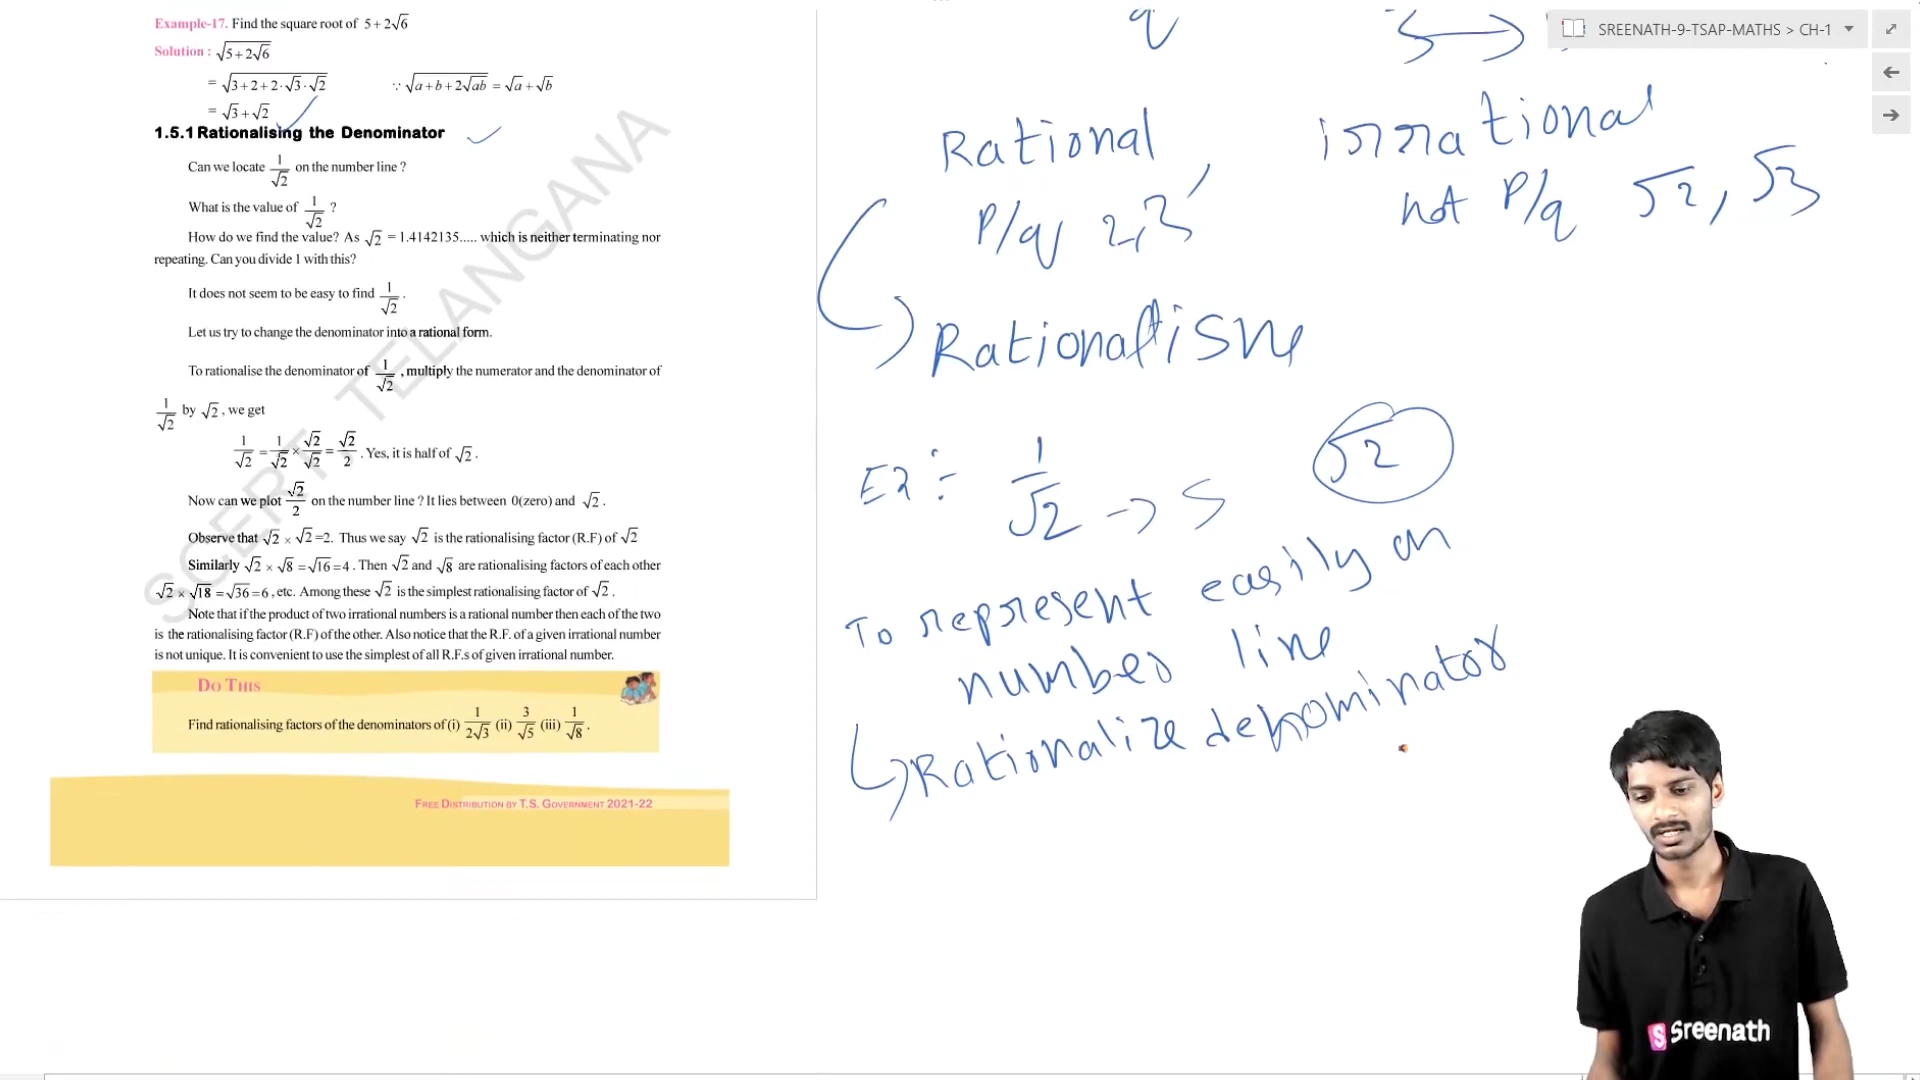 Example-17. Find the square root of 5+2√6
Solution : √(5+2√6)
= √(3+2+2·√3·√2)   ∵ √(a+b+2√ab) = √a+√b
= √3+√2
1.5.1 Rationalising the Denominator
Can we locate 1/√2 on the number line ?
What is the value of 1/√2 ?
How do we find the value? As √2 = 1.4142135..... which is neither terminating nor
repeating. Can you divide 1 with this?
It does not seem to be easy to find 1/√2.
Let us try to change the denominator into a rational form.
To rationalise the denominator of 1/√2, multiply the numerator and the denominator of
1/√2 by √2, we get
1/√2 = 1/√2 × √2/√2 = √2/2. Yes, it is half of √2.
Now can we plot √2/2 on the number line ? It lies between 0(zero) and √2.
Observe that √2 × √2=2. Thus we say √2 is the rationalising factor (R.F) of √2
Similarly √2 × √8 = √16=4. Then √2 and √8 are rationalising factors of each other
√2 × √18 = √36=6, etc. Among these √2 is the simplest rationalising factor of √2.
Note that if the product of two irrational numbers is a rational number then each of the two
is the rationalising factor (R.F) of the other. Also notice that the R.F. of a given irrational number
is not unique. It is convenient to use the simplest of all R.F.s of given irrational number.
DO THIS
Find rationalising factors of the denominators of (i) 1/2√3 (ii) 3/√5 (iii) 1/√8.
FREE DISTRIBUTION BY T.S. GOVERNMENT 2021-22
SCERT, TELANGANA
SREENATH-9-TSAP-MATHS > CH-1
q
Rational   irrational
P/q 2,3   not P/q √2, √3
Rationalisme
Ex: 1/√2 → S   √2
To represent easily on
number line
Rationalize denominator
Sreenath